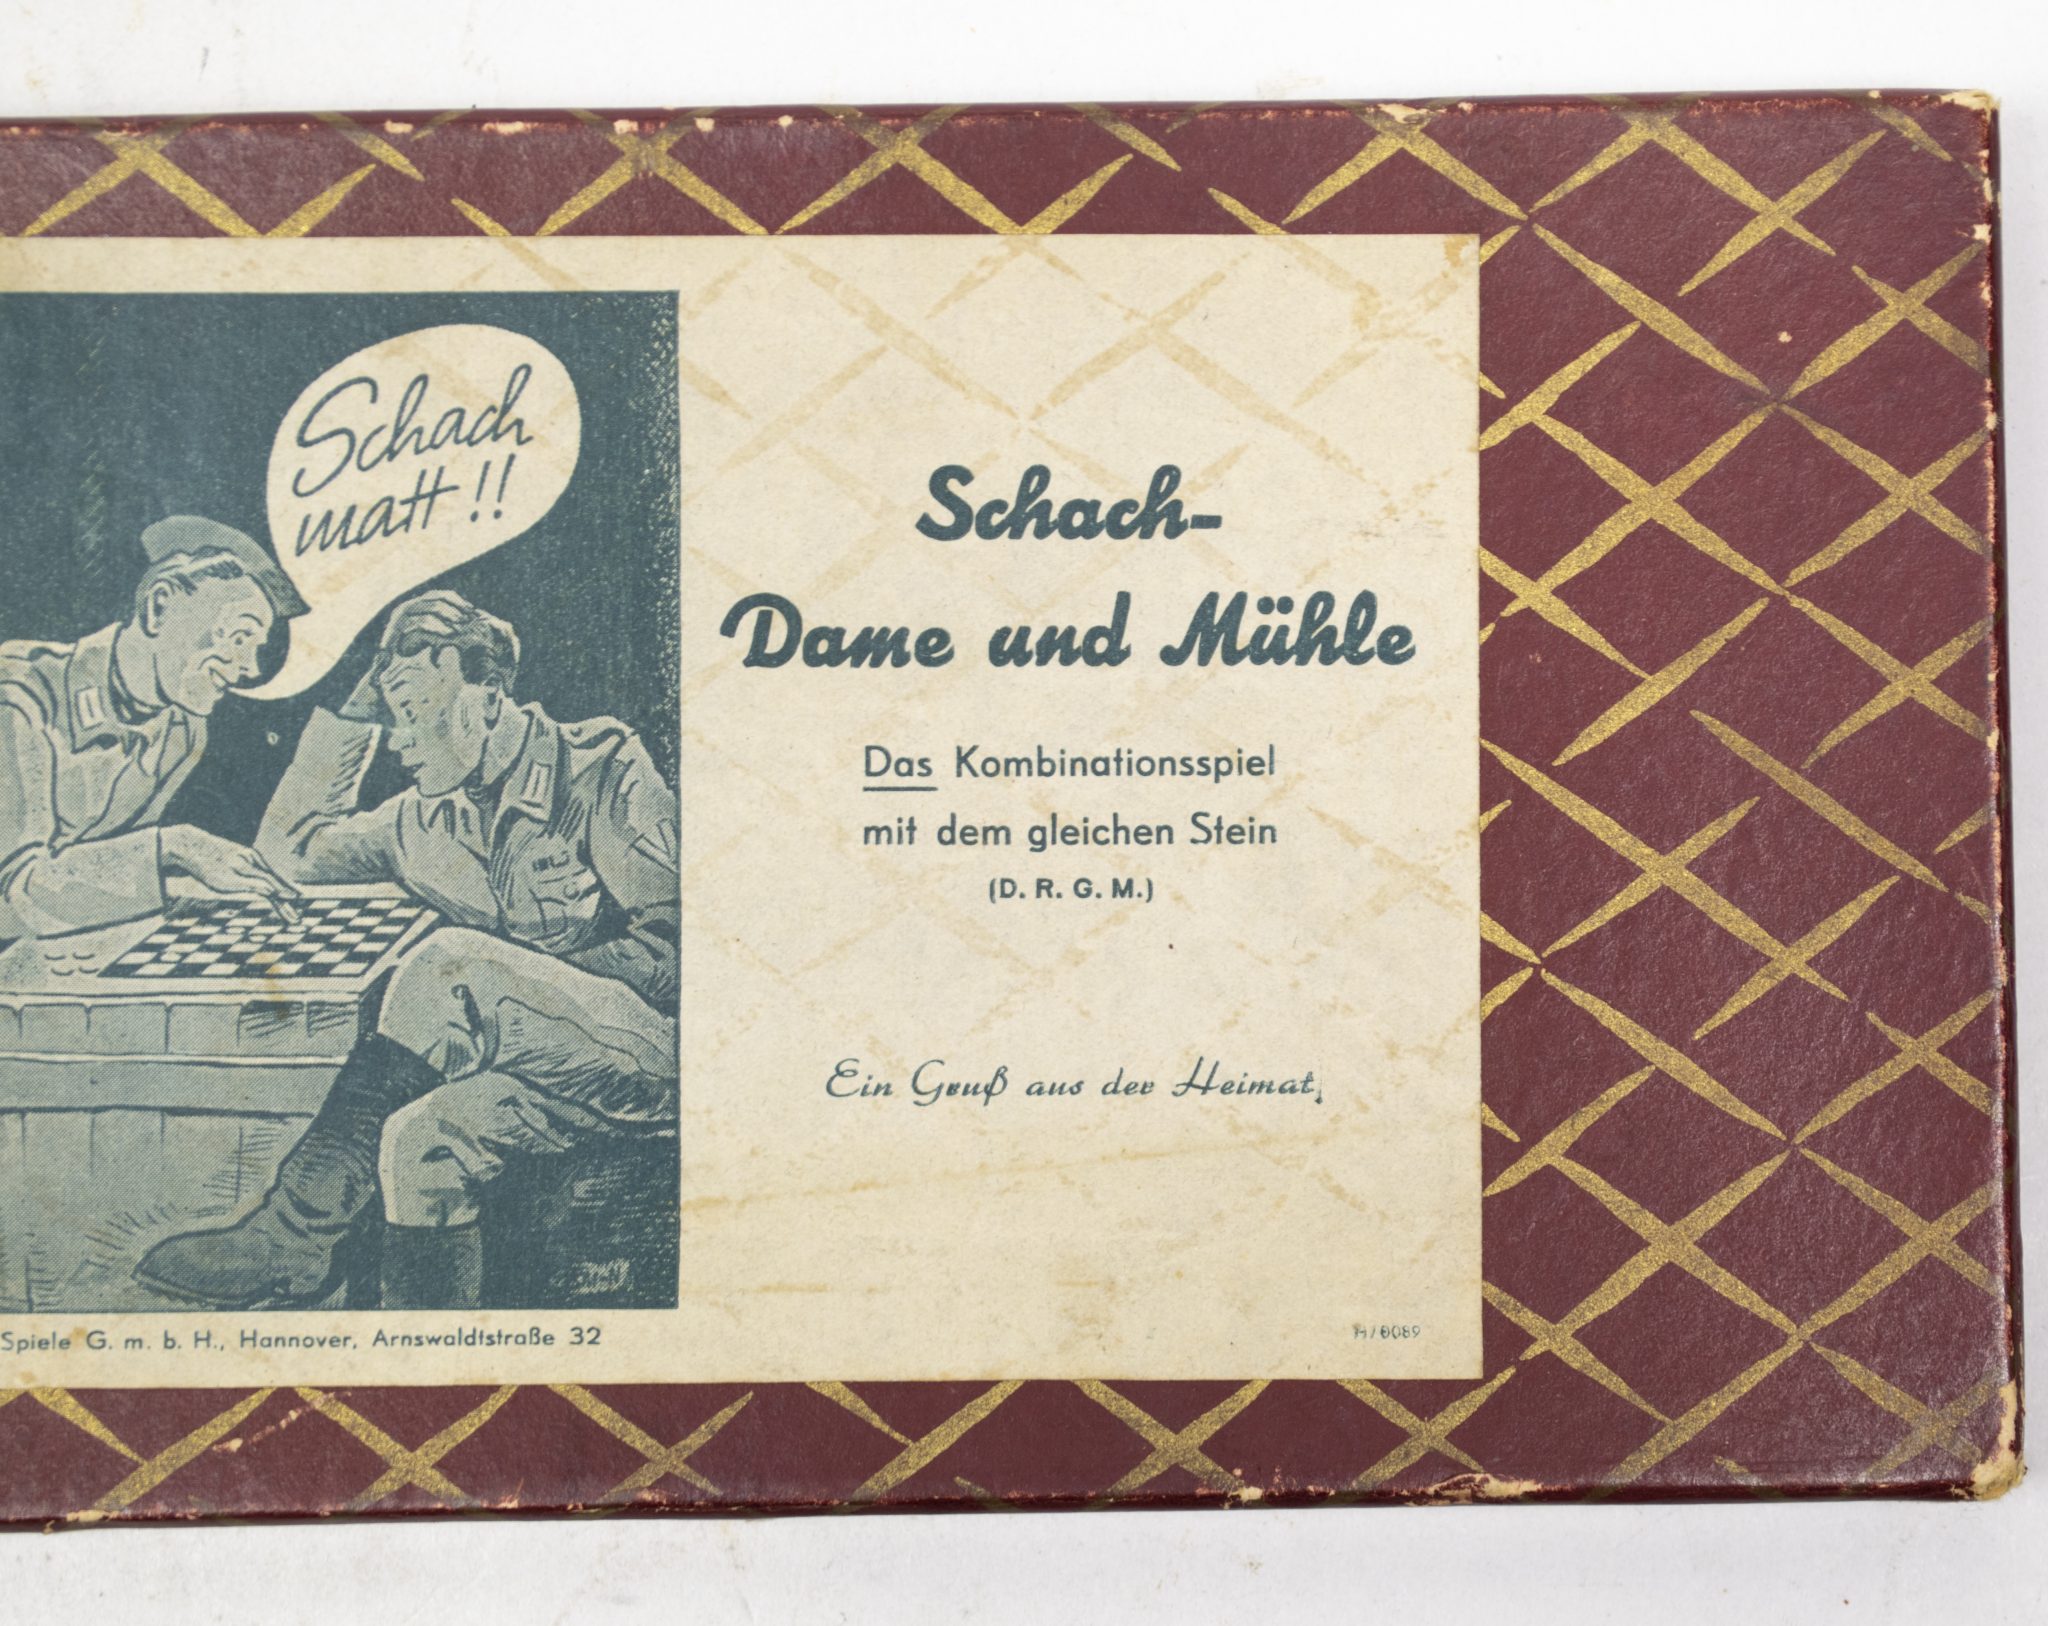 Schach
matt!!
Schach-
Dame und Mühle
Das Kombinationsspiel
mit dem gleichen Stein
(D. R. G. M.)
Ein Gruß aus der Heimat
Spiele G. m. b. H., Hannover, Arnswaldtstraße 32